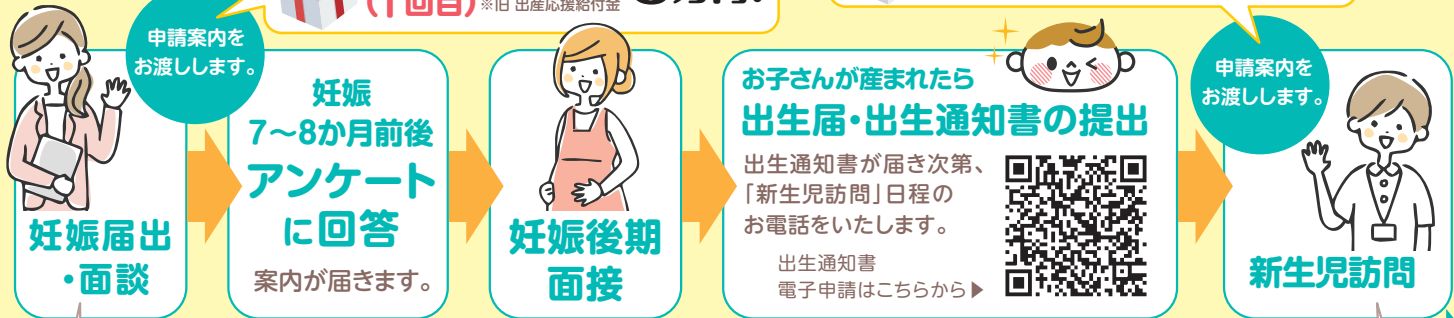 (1回目)※旧 出産応援給付金
申請案内を
お渡しします。
妊娠届出
・面談
妊娠
7〜8か月前後
アンケート
に回答
案内が届きます。
妊娠後期
面接
お子さんが産まれたら
出生届・出生通知書の提出
出生通知書が届き次第、
「新生児訪問」日程の
お電話をいたします。
出生通知書
電子申請はこちらから▶
申請案内を
お渡しします。
新生児訪問